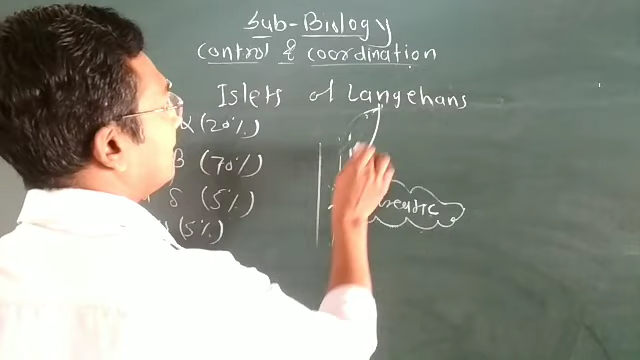 Sub-Biology
Control & coordination
Islets of Langehans
α (20%)
β (70%)
δ (5%)
(5%)